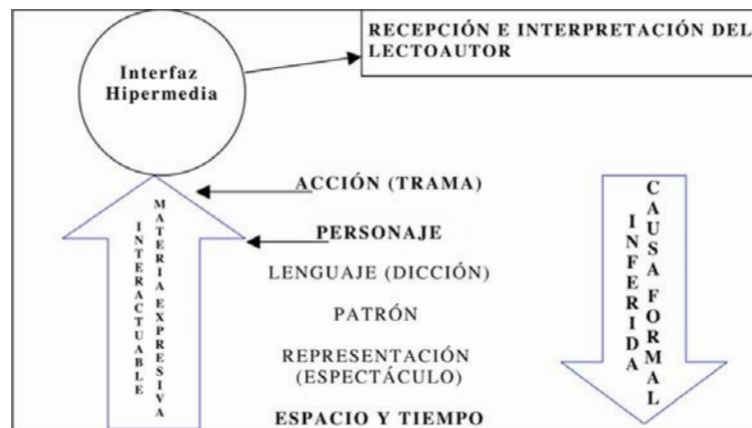 RECEPCIÓN E INTERPRETACIÓN DEL
LECTOAUTOR
Interfaz
Hipermedia
ACCIÓN (TRAMA)
PERSONAJE
LENGUAJE (DICCIÓN)
PATRÓN
REPRESENTACIÓN
(ESPECTÁCULO)
ESPACIO Y TIEMPO
INTERACTUABLE
MATERIA EXPRESIVA
INFERIDA
CAUSA FORMAL